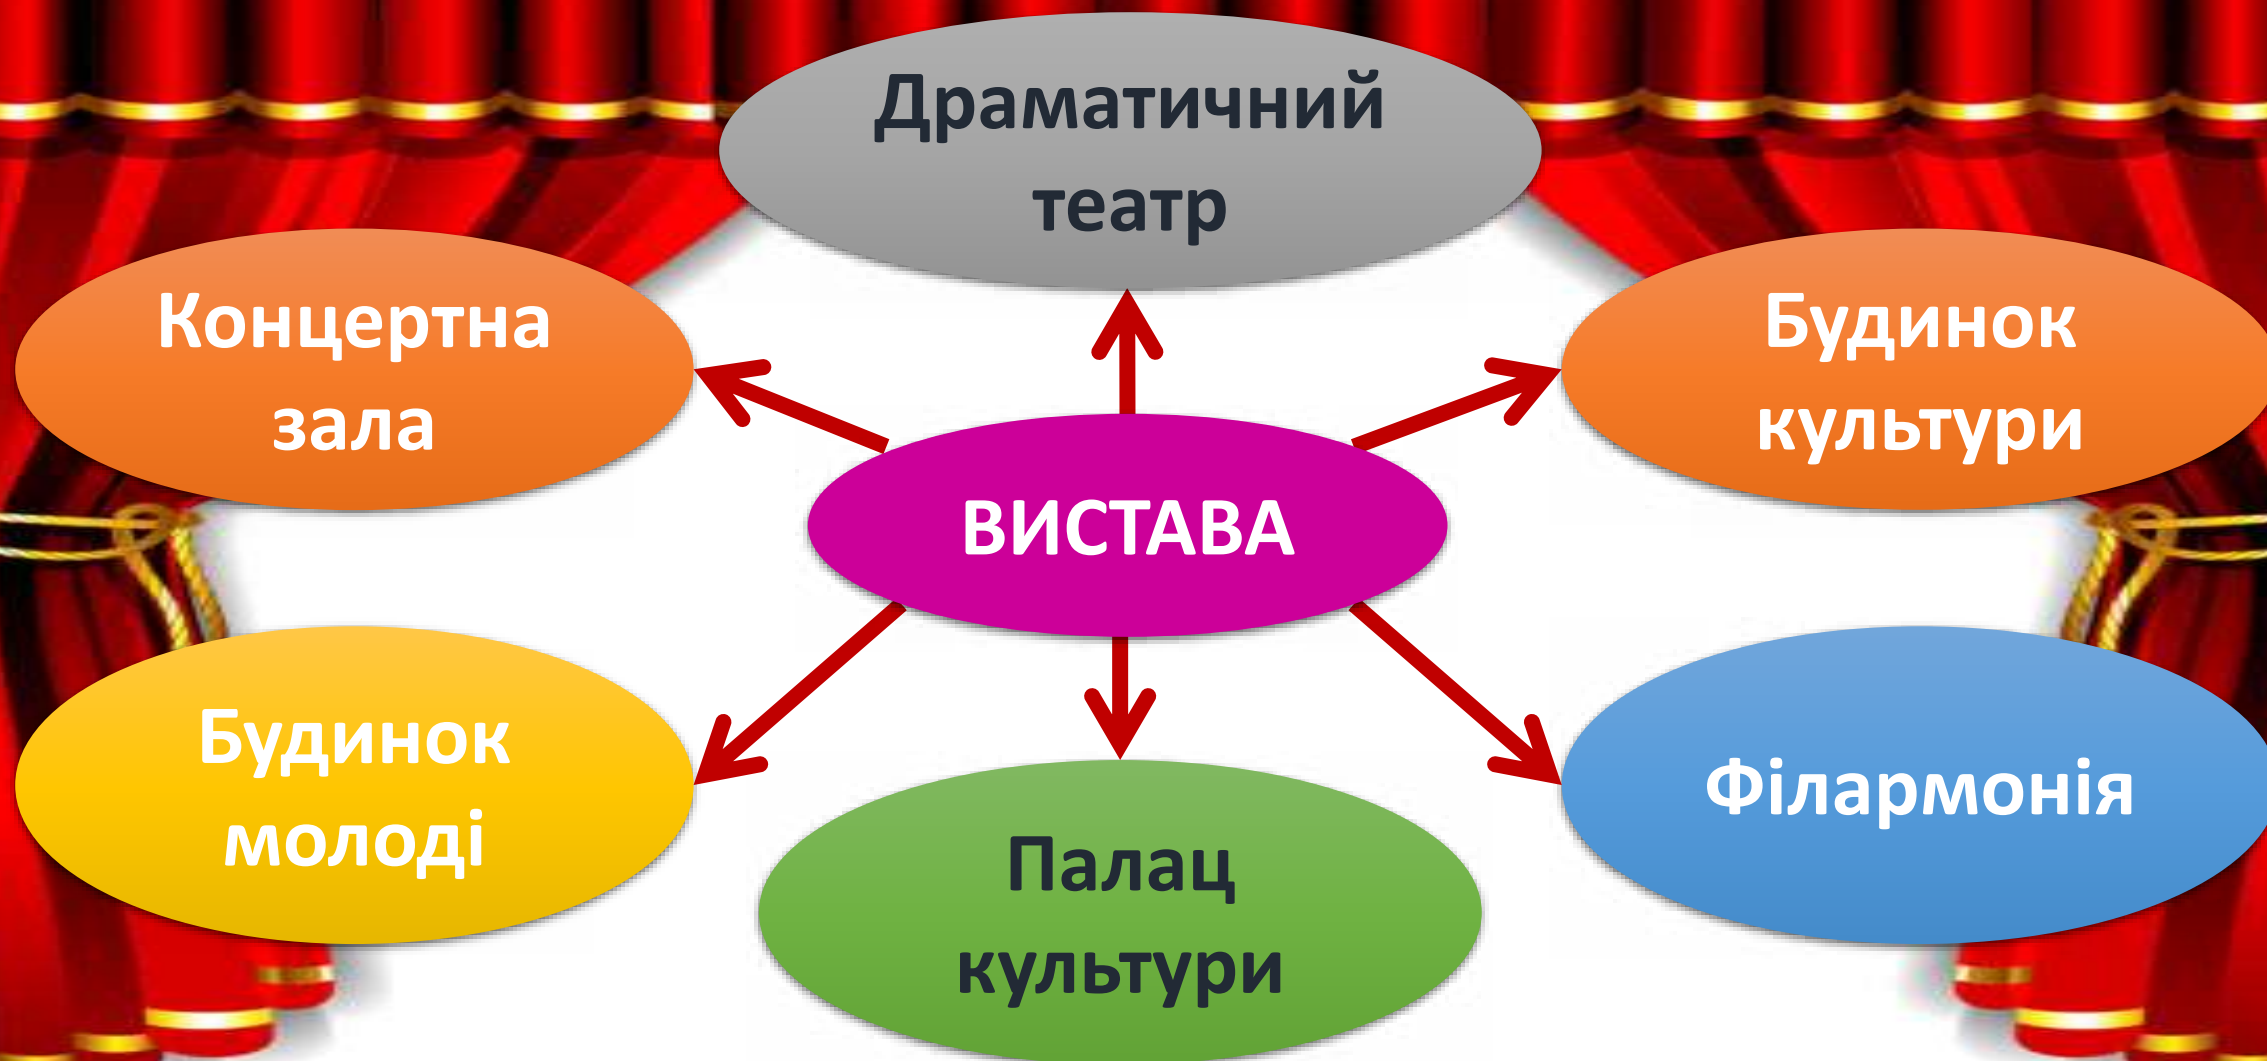 Драматичний
театр
Концертна
зала
Будинок
культури
ВИСТАВА
Будинок
молоді
Філармонія
Палац
культури